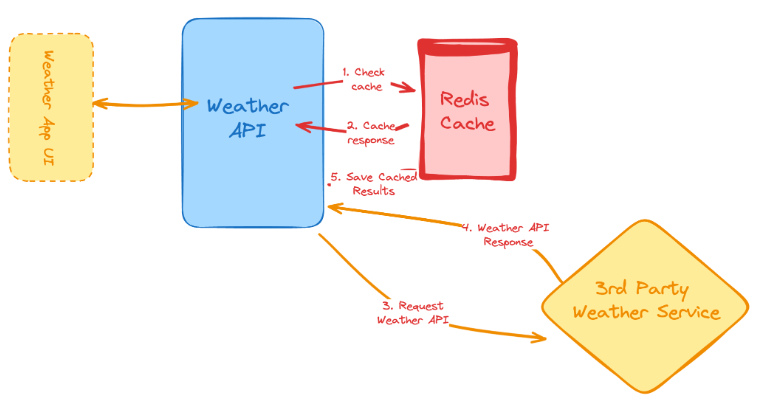 Weather App UI
Weather
API
1. Check
cache
Redis
Cache
2. Cache
response
5. Save Cached
Results
4. Weather API
Response
3. Request
Weather API
3rd Party
Weather Service